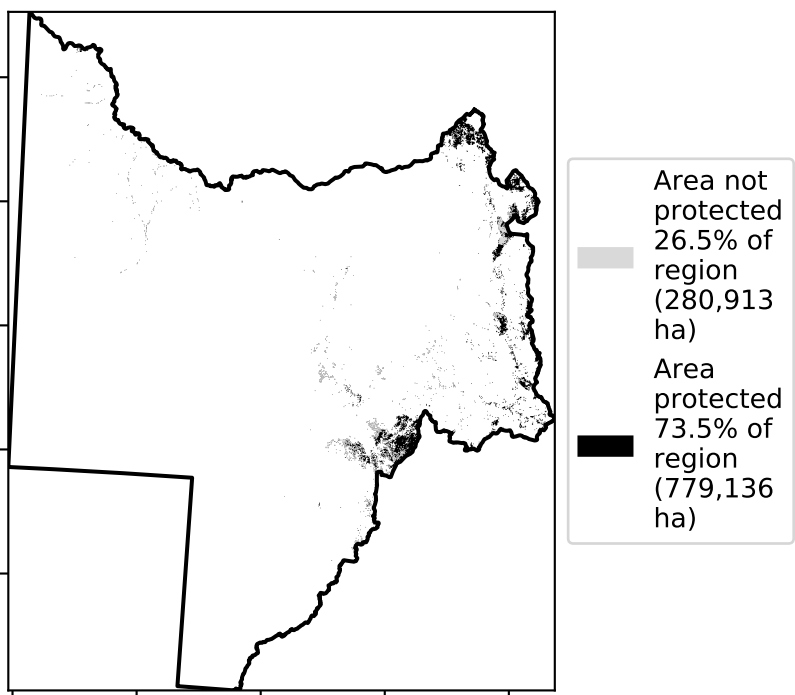 Area not
protected
26.5% of
region
(280,913
ha)
Area
protected
73.5% of
region
(779,136
ha)